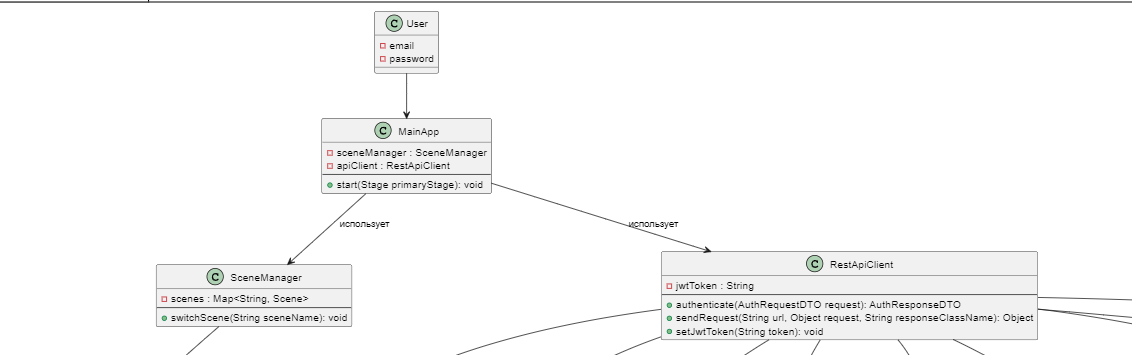 C User
email
password
C MainApp
sceneManager : SceneManager
apiClient : RestApiClient
start(Stage primaryStage): void
использует
использует
C SceneManager
scenes : Map<String, Scene>
switchScene(String sceneName): void
C RestApiClient
jwtToken : String
authenticate(AuthRequestDTO request): AuthResponseDTO
sendRequest(String url, Object request, String responseClassName): Object
setJwtToken(String token): void